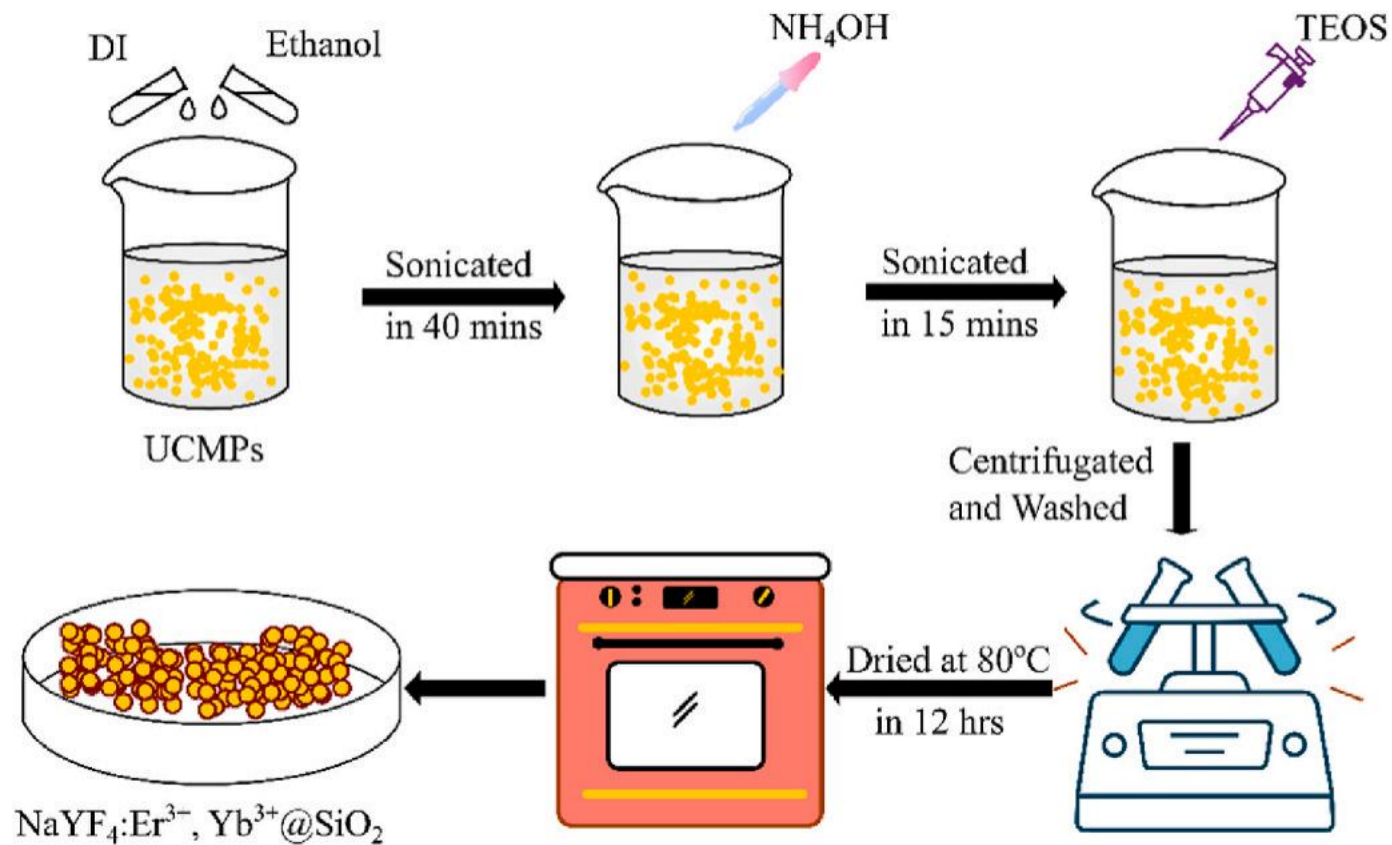 DI
Ethanol
NH₄OH
TEOS
Sonicated
in 40 mins
Sonicated
in 15 mins
UCMPs
Centrifugated
and Washed
Dried at 80°C
in 12 hrs
NaYF₄:Er³⁺, Yb³⁺@SiO₂